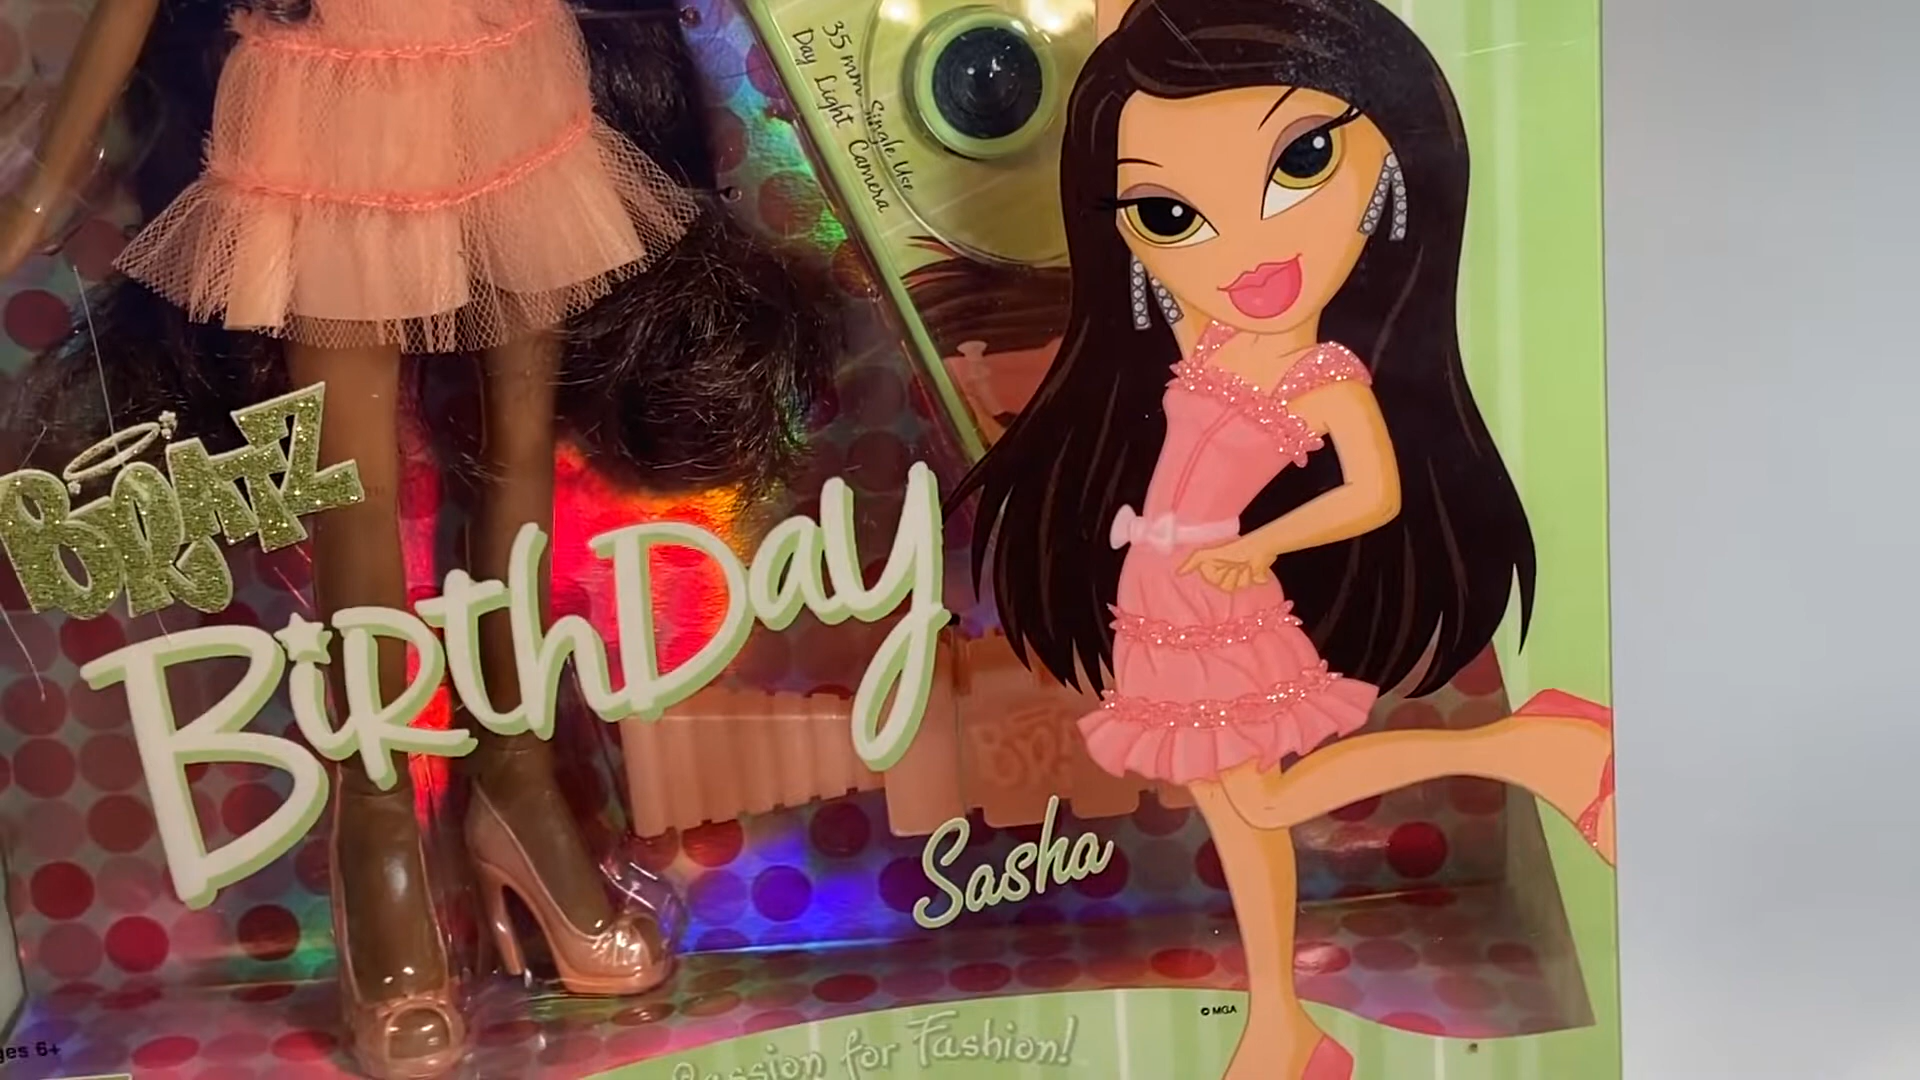 35 mm Single Use
Day Light Camera
BRATZ
BiRthDay
Sasha
© MGA
ges 6+
Passion for Fashion!